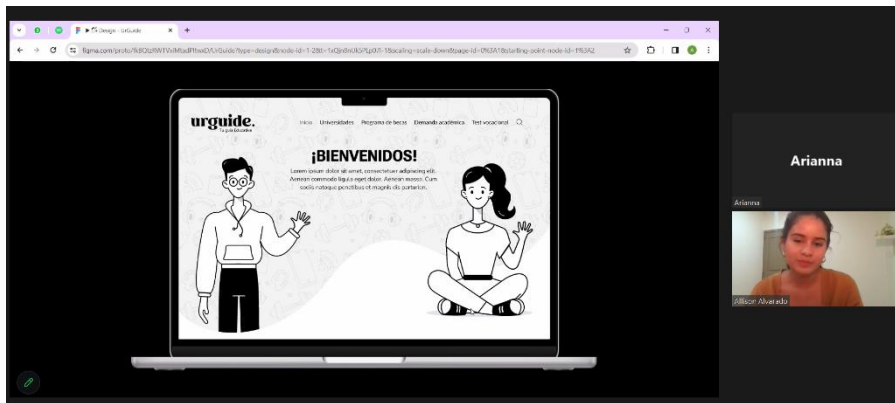 Design - UrGuide
urguide.
Tu guía Educativa
Inicio Universidades Programa de becas Demanda académica Test vocacional
¡BIENVENIDOS!
Lorem ipsum dolor sit amet, consectetuer adipiscing elit.
Aenean commodo ligula eget dolor. Aenean massa. Cum
sociis natoque penatibus et magnis dis parturien.
Arianna
Arianna
Allison Alvarado